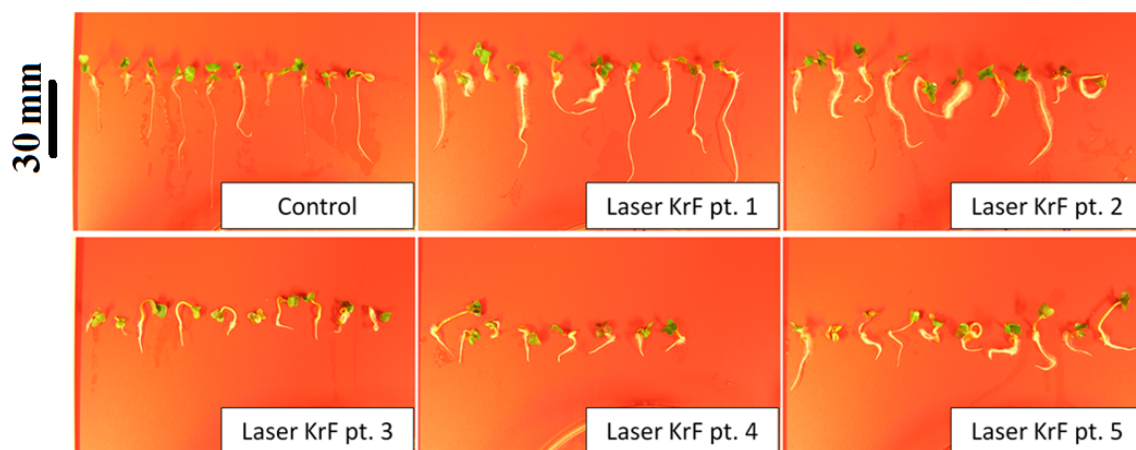 30 mm
Control
Laser KrF pt. 1
Laser KrF pt. 2
Laser KrF pt. 3
Laser KrF pt. 4
Laser KrF pt. 5